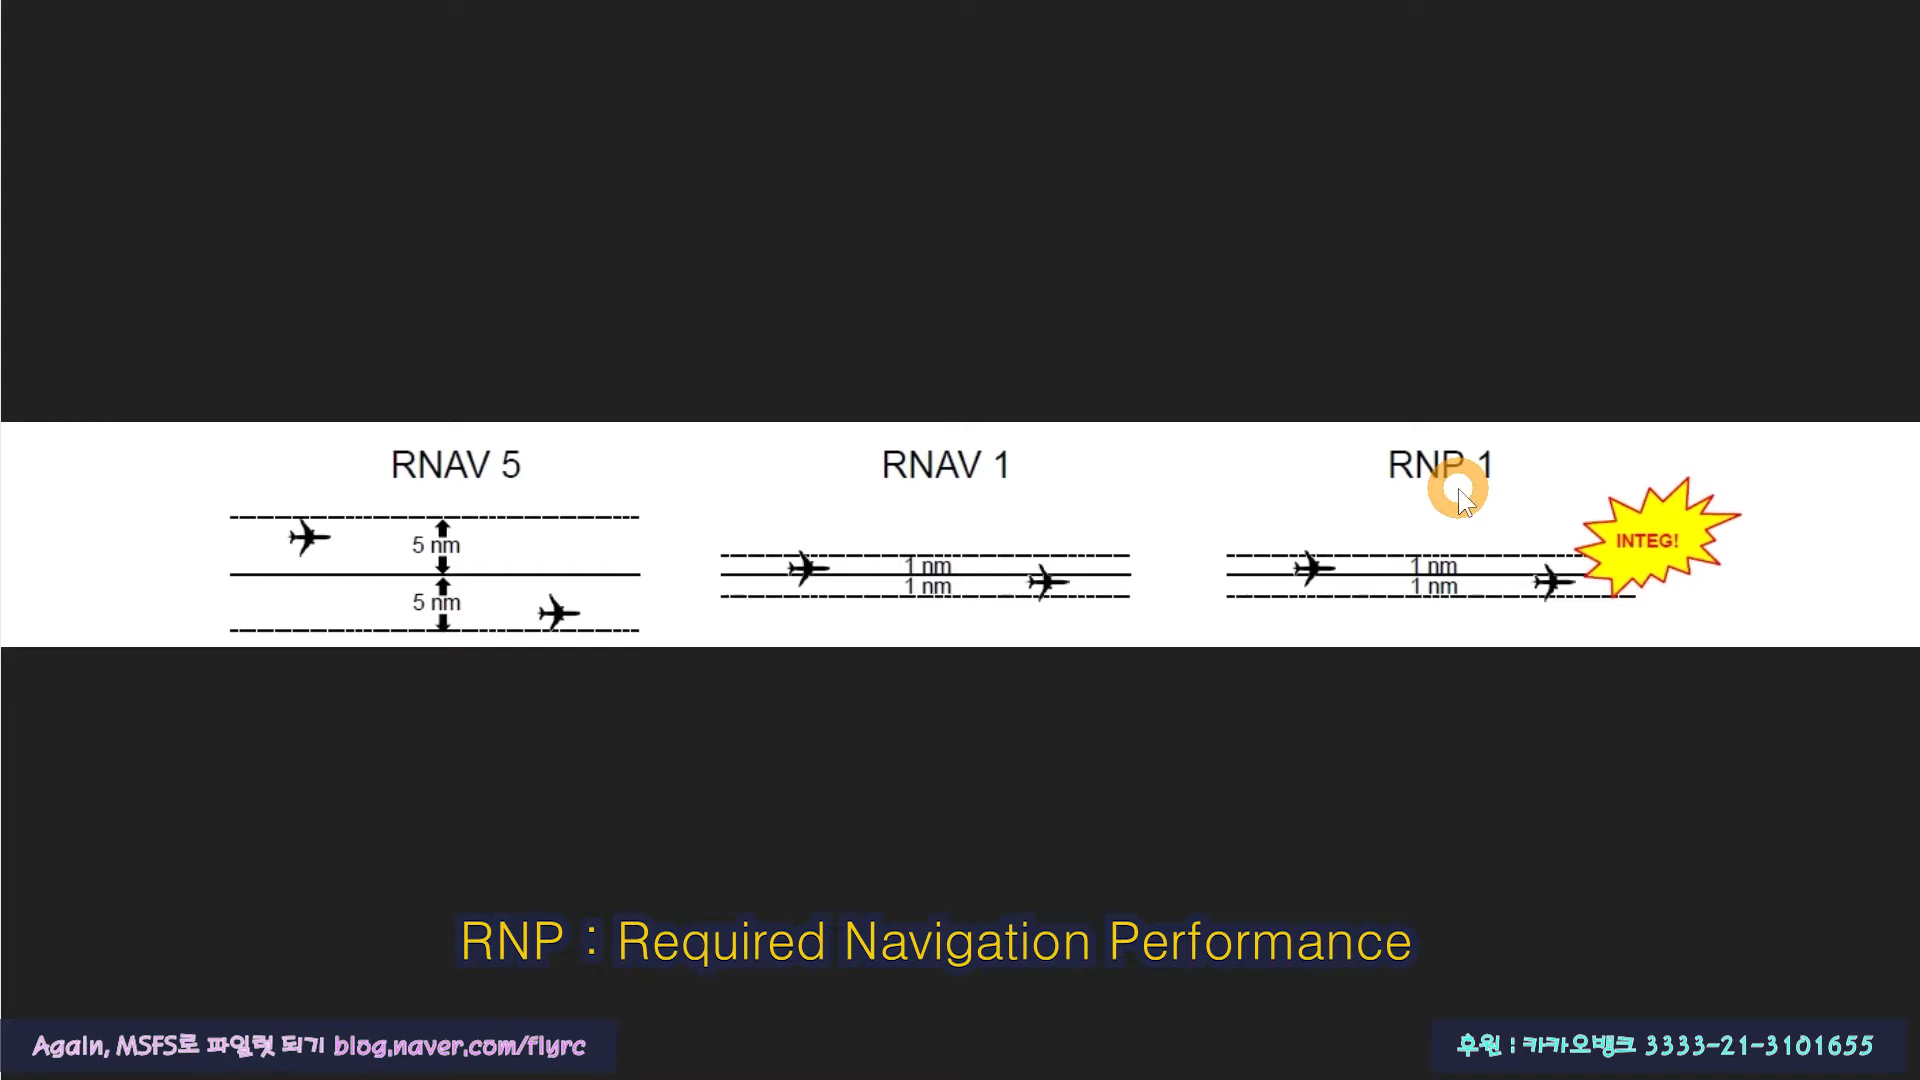 RNAV 5
RNAV 1
RNP 1
5 nm
5 nm
1 nm
1 nm
1 nm
1 nm
INTEG!
RNP : Required Navigation Performance
Again, MSFS로 파일럿 되기 blog.naver.com/flyrc
후원 : 카카오뱅크 3333-21-3101655